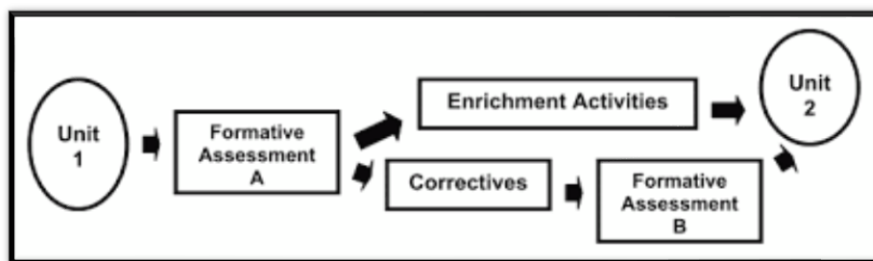 Unit
1
Formative
Assessment
A
Enrichment Activities
Correctives
Formative
Assessment
B
Unit
2